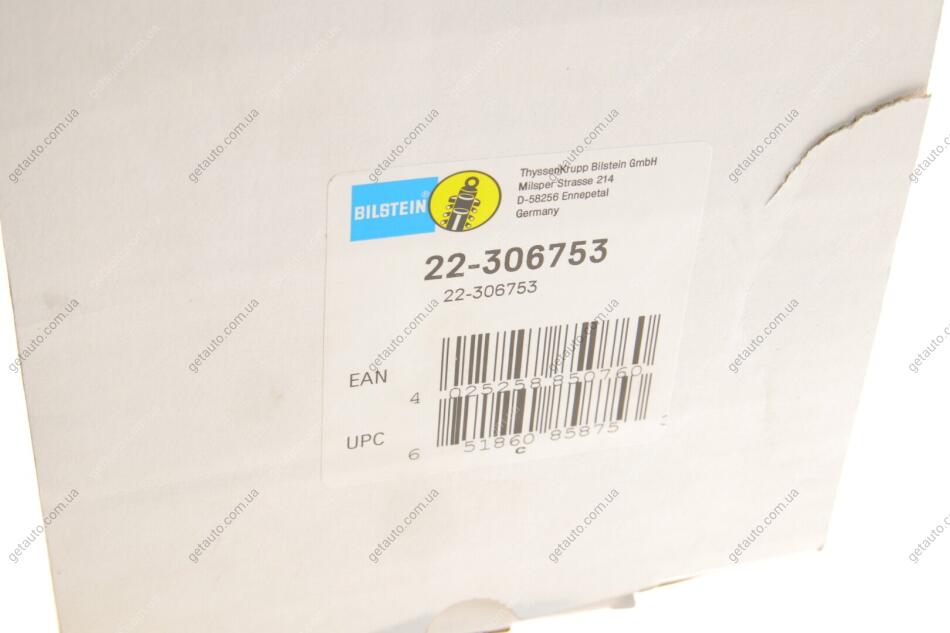 BILSTEIN®
ThyssenKrupp Bilstein GmbH
Milsper Strasse 214
D-58256 Ennepetal
Germany
22-306753
22-306753
EAN
4 025258 850760
UPC
6 51860 85875
C
getauto.com.ua